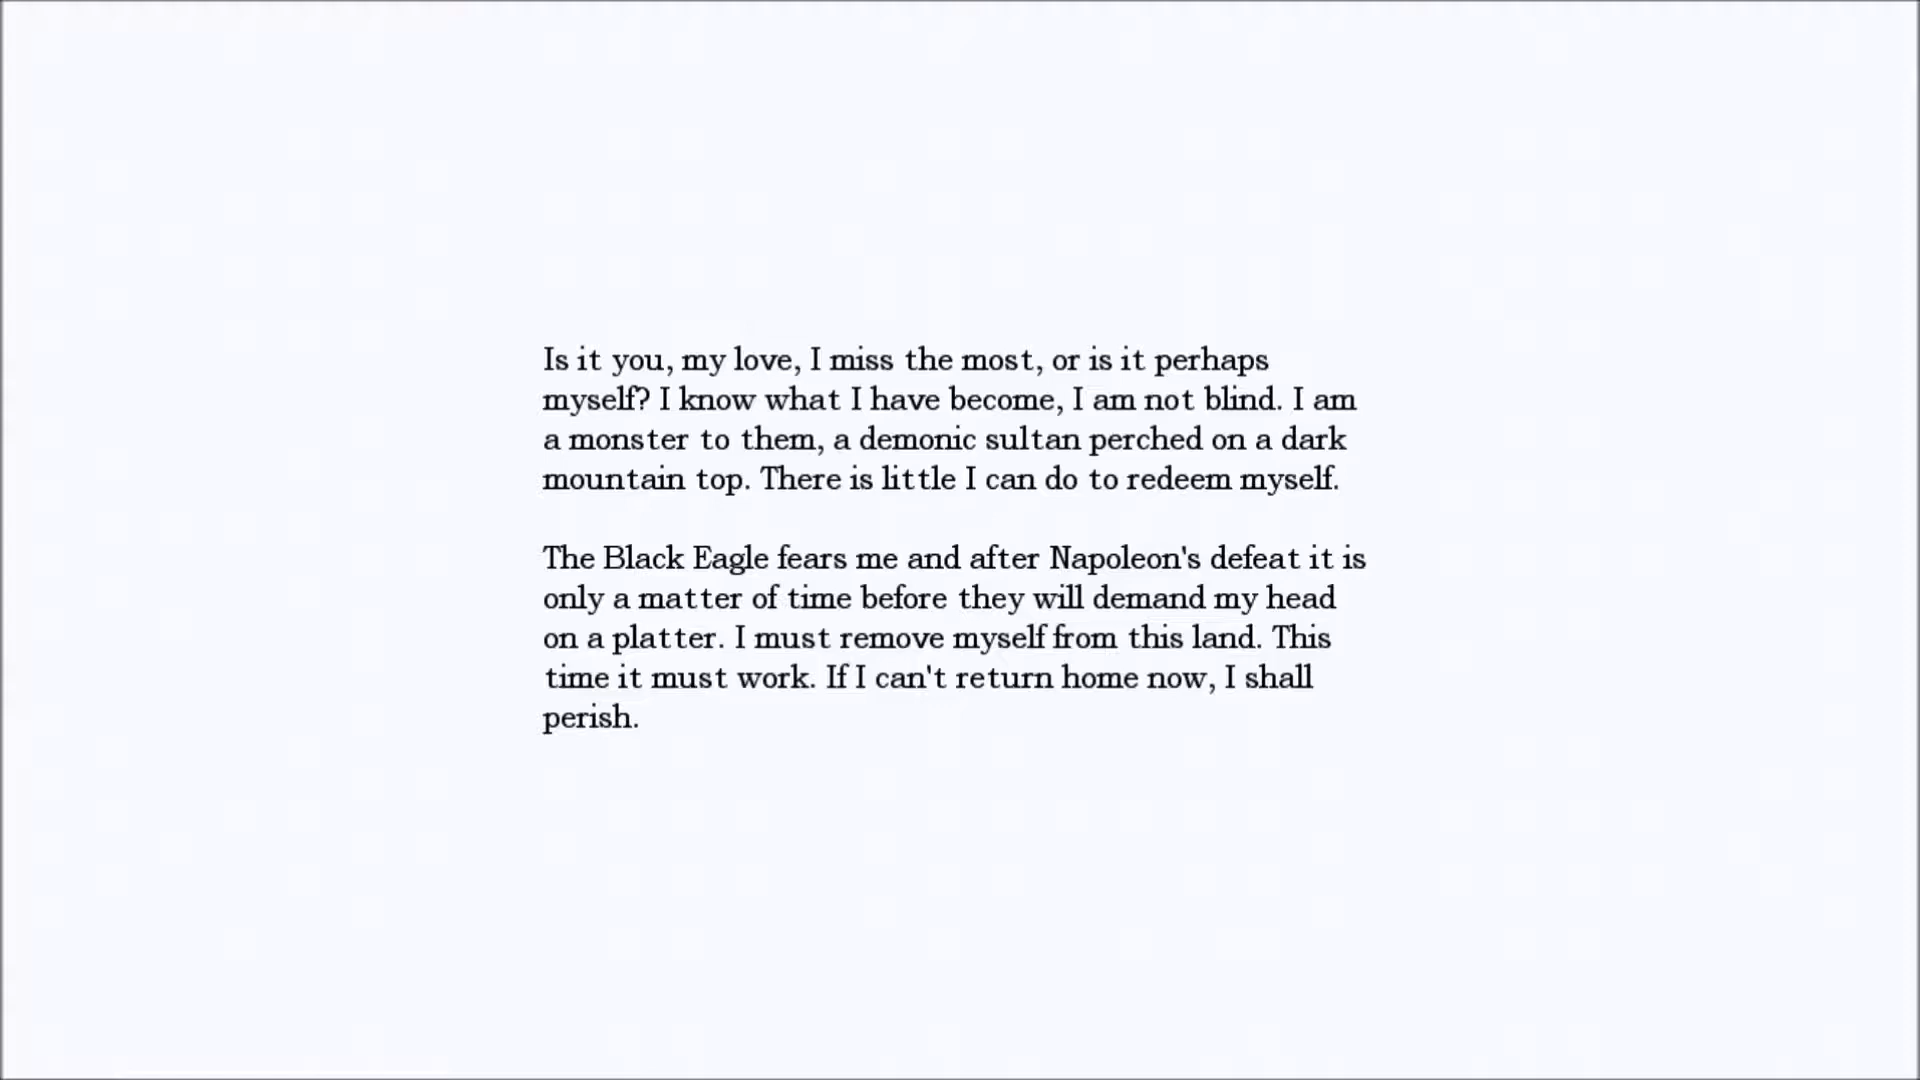 Is it you, my love, I miss the most, or is it perhaps
myself? I know what I have become, I am not blind. I am
a monster to them, a demonic sultan perched on a dark
mountain top. There is little I can do to redeem myself.
The Black Eagle fears me and after Napoleon's defeat it is
only a matter of time before they will demand my head
on a platter. I must remove myself from this land. This
time it must work. If I can't return home now, I shall
perish.